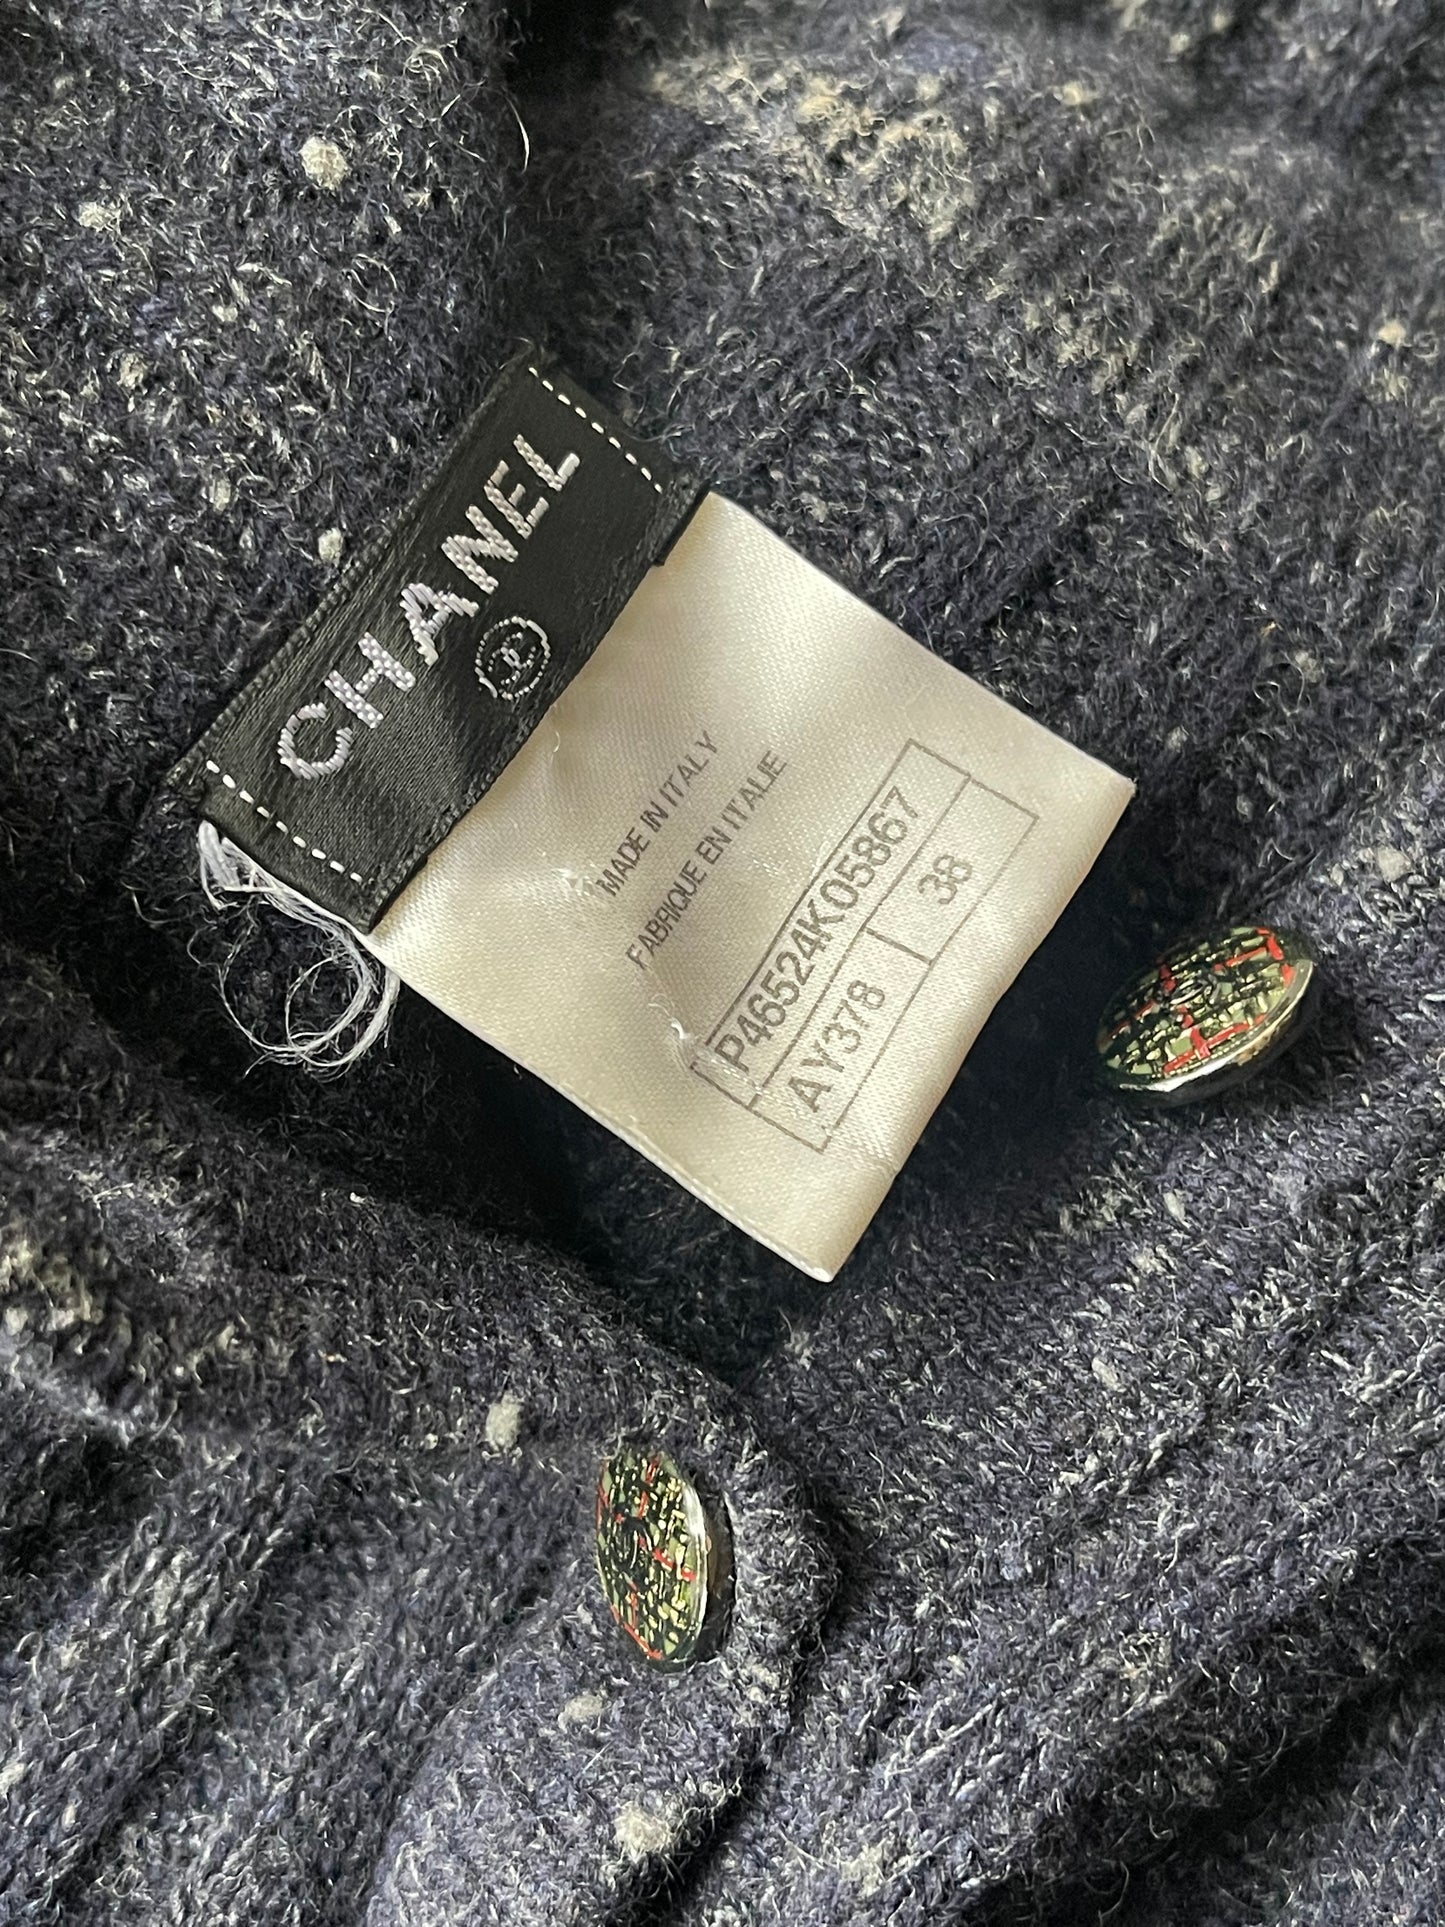 CHANEL
MADE IN ITALY
FABRIQUE EN ITALIE
P46524K05867
AY378 38